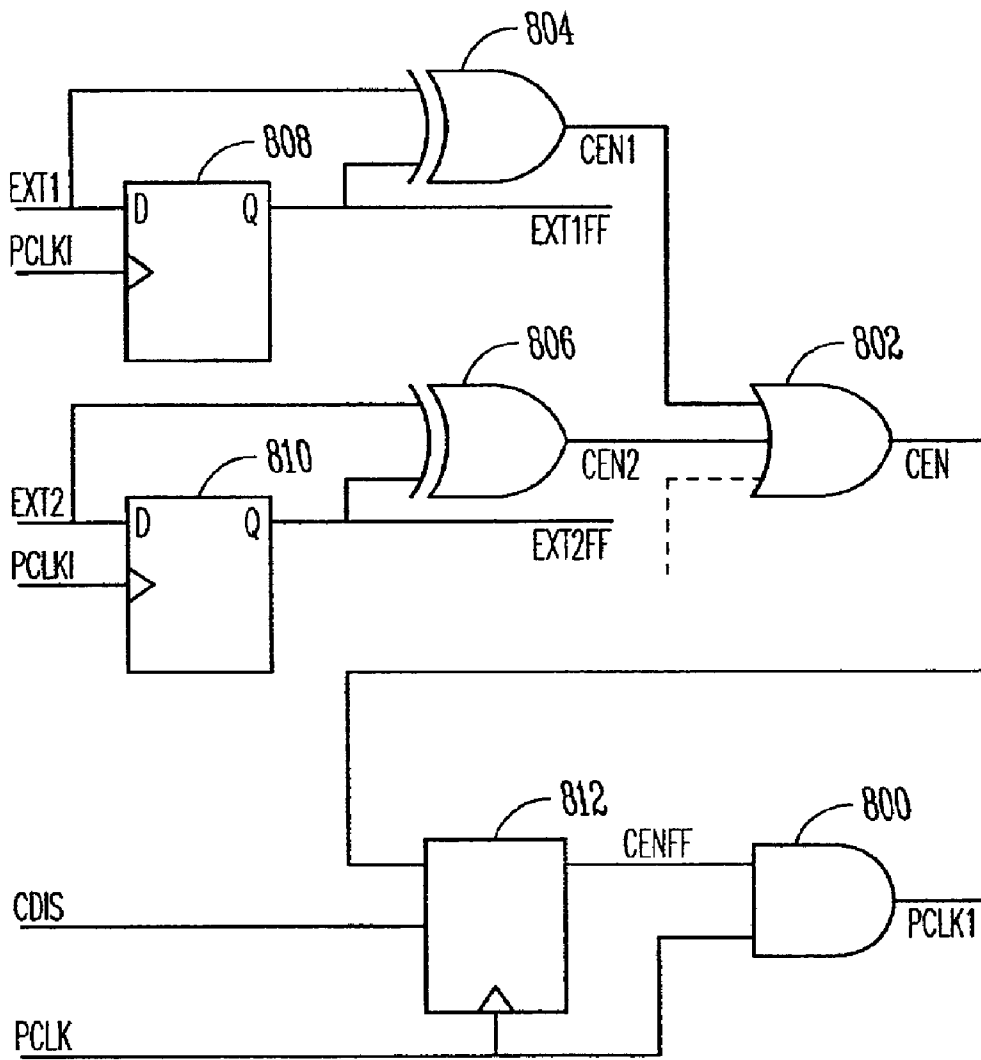 804
CEN1
808
EXT1
D Q
EXT1FF
PCLKI
806
802
CEN2
CEN
810
EXT2
D Q
EXT2FF
PCLKI
812
800
CENFF
CDIS
PCLK1
PCLK